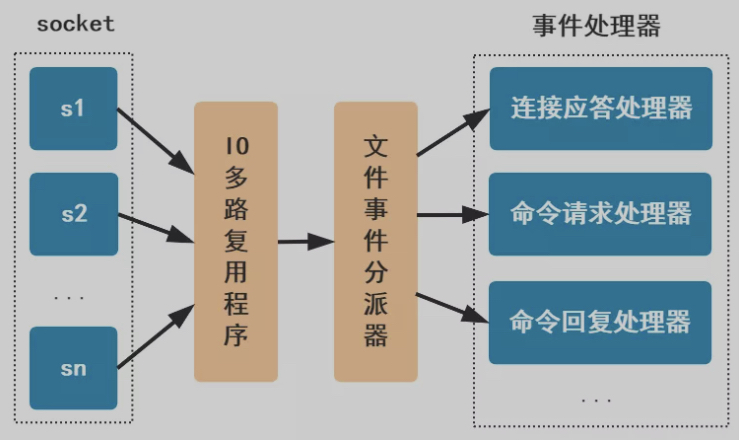 socket
事件处理器
s1
s2
...
sn
IO多路复用程序
文件事件分派器
连接应答处理器
命令请求处理器
命令回复处理器
...